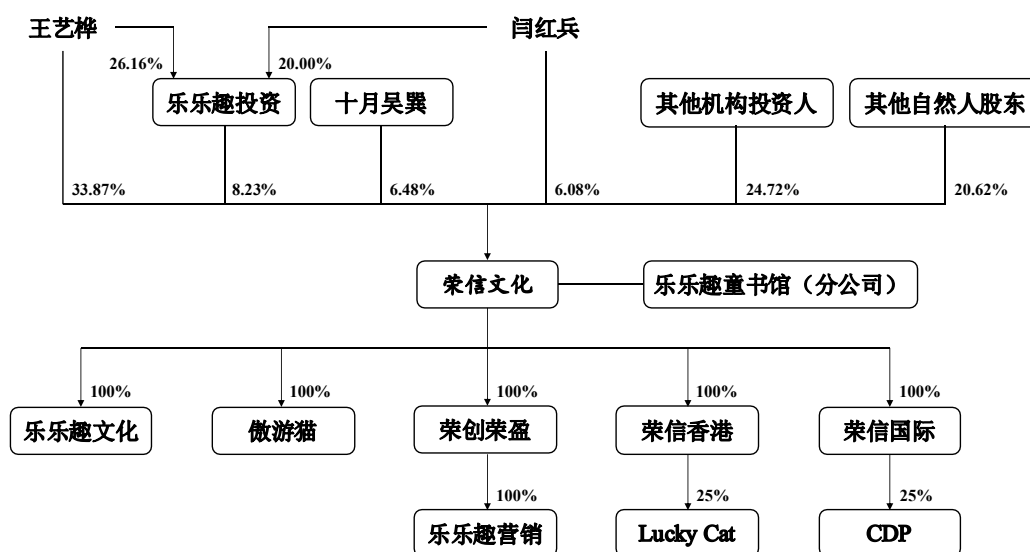 王艺桦
闫红兵
26.16%
20.00%
乐乐趣投资
十月吴巽
其他机构投资人
其他自然人股东
33.87%
8.23%
6.48%
6.08%
24.72%
20.62%
荣信文化
乐乐趣童书馆（分公司）
100%
100%
100%
100%
100%
乐乐趣文化
傲游猫
荣创荣盈
荣信香港
荣信国际
100%
25%
25%
乐乐趣营销
Lucky Cat
CDP